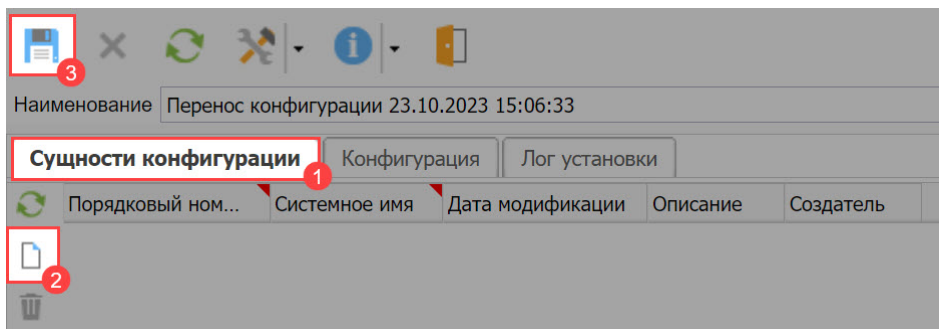 3
Наименование Перенос конфигурации 23.10.2023 15:06:33
Сущности конфигурации 1 Конфигурация Лог установки
Порядковый ном... Системное имя Дата модификации Описание Создатель
2